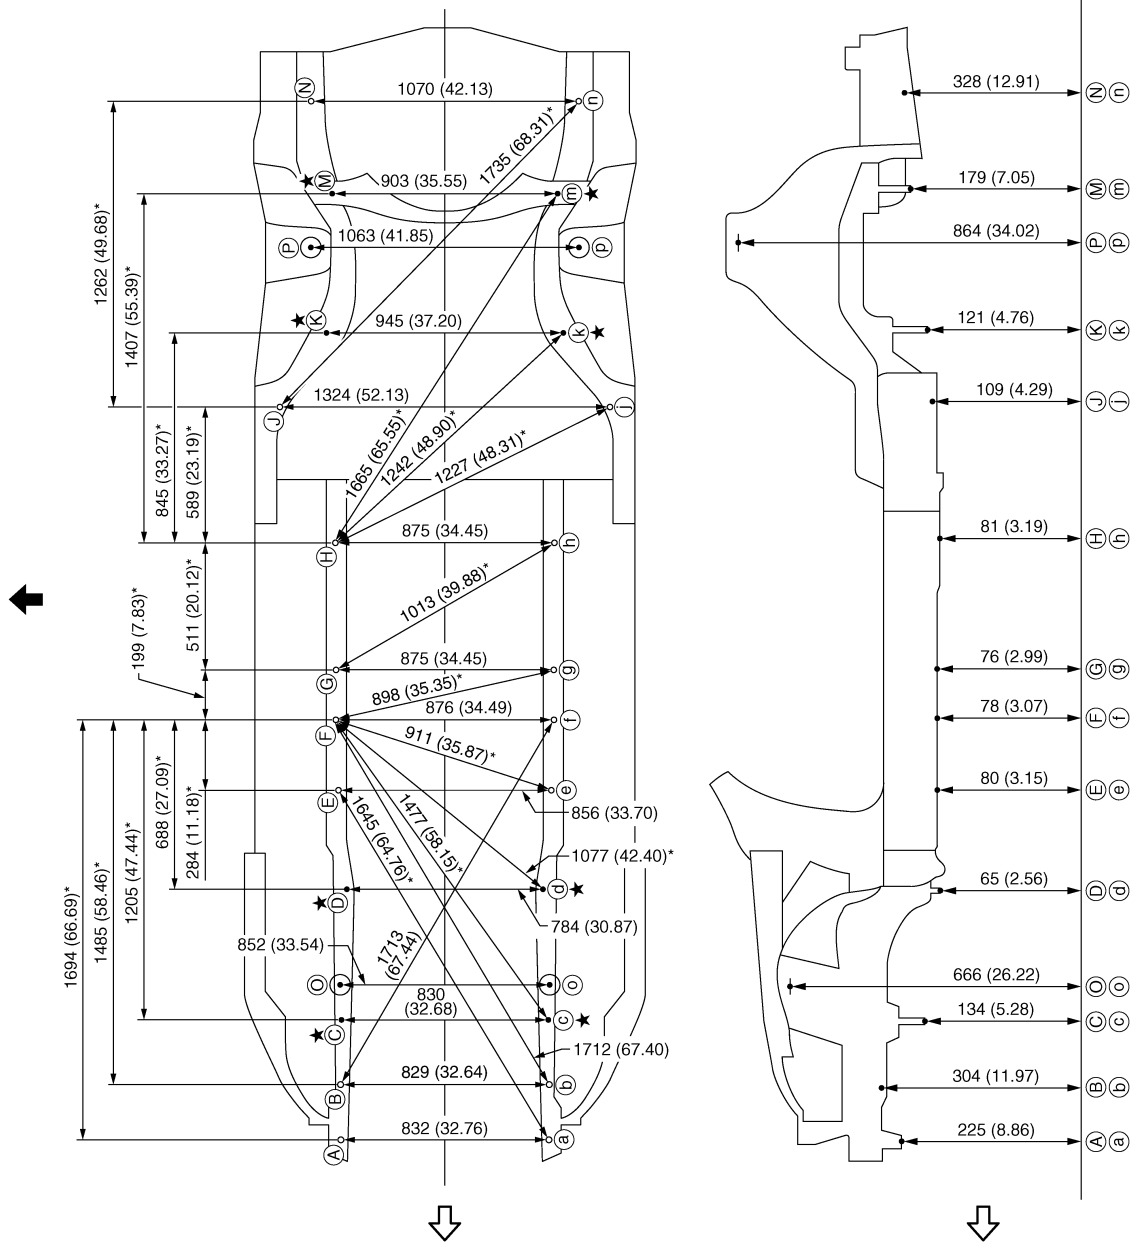 N
1070 (42.13)
n
328 (12.91)
N n
1735 (68.31)*
M
903 (35.55)
m
179 (7.05)
M m
P
1063 (41.85)
p
864 (34.02)
P p
1262 (49.68)*
1407 (55.39)*
K
945 (37.20)
k
121 (4.76)
K k
J
1324 (52.13)
j
109 (4.29)
J j
845 (33.27)*
589 (23.19)*
1665 (65.55)*
1242 (48.90)*
1227 (48.31)*
H
875 (34.45)
h
81 (3.19)
H h
511 (20.12)*
199 (7.83)*
1013 (39.88)*
G
875 (34.45)
g
76 (2.99)
G g
898 (35.35)*
F
876 (34.49)
f
78 (3.07)
F f
911 (35.87)*
E
e
856 (33.70)
80 (3.15)
E e
1694 (66.69)*
1485 (58.46)*
1205 (47.44)*
688 (27.09)*
284 (11.18)*
1645 (64.76)*
1477 (58.15)*
1077 (42.40)*
D
d
784 (30.87)
65 (2.56)
D d
852 (33.54)
1713
(67.44)
O
o
666 (26.22)
O o
830
(32.68)
C
c
134 (5.28)
C c
1712 (67.40)
B
829 (32.64)
b
304 (11.97)
B b
A
832 (32.76)
a
225 (8.86)
A a